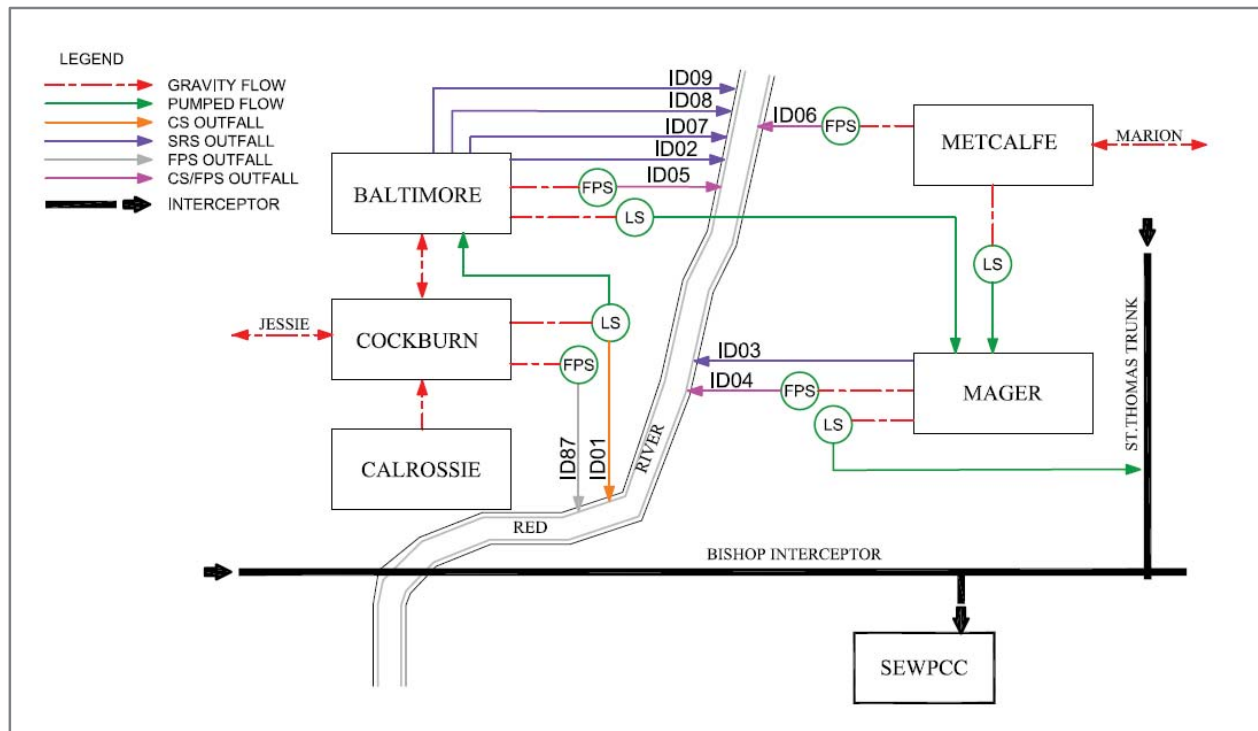 LEGEND
GRAVITY FLOW
PUMPED FLOW
CS OUTFALL
SRS OUTFALL
FPS OUTFALL
CS/FPS OUTFALL
INTERCEPTOR
ID09
ID08
ID07
ID02
ID05
FPS
LS
BALTIMORE
ID06
FPS
METCALFE
MARION
LS
JESSIE
COCKBURN
LS
FPS
CALROSSIE
ID87
ID01
ID03
ID04
FPS
LS
MAGER
ST.THOMAS TRUNK
RED
RIVER
BISHOP INTERCEPTOR
SEWPCC